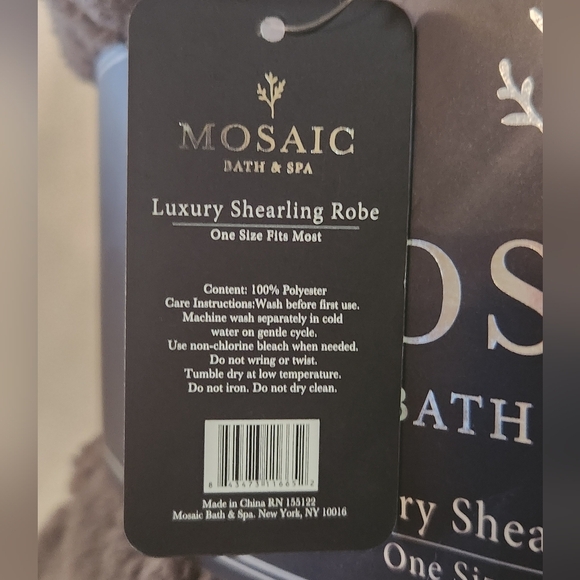 MOSAIC
BATH & SPA
Luxury Shearling Robe
One Size Fits Most
Content: 100% Polyester
Care Instructions:Wash before first use.
Machine wash separately in cold
water on gentle cycle.
Use non-chlorine bleach when needed.
Do not wring or twist.
Tumble dry at low temperature.
Do not iron. Do not dry clean.
Made in China RN 155122
Mosaic Bath & Spa. New York, NY 10016
OS
BATH
ry Shea
One Si